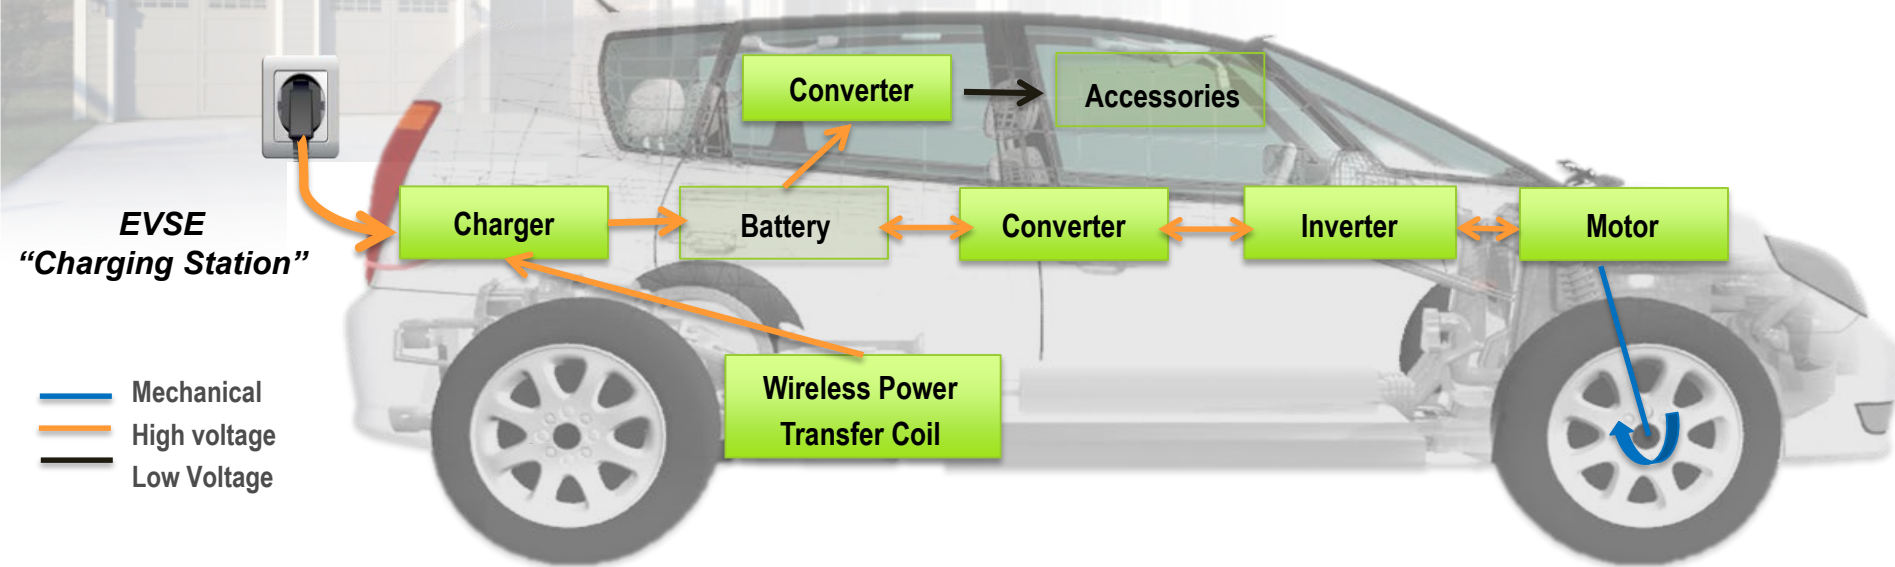 Converter
Accessories
EVSE
“Charging Station”
Charger
Battery
Converter
Inverter
Motor
Wireless Power
Transfer Coil
Mechanical
High voltage
Low Voltage